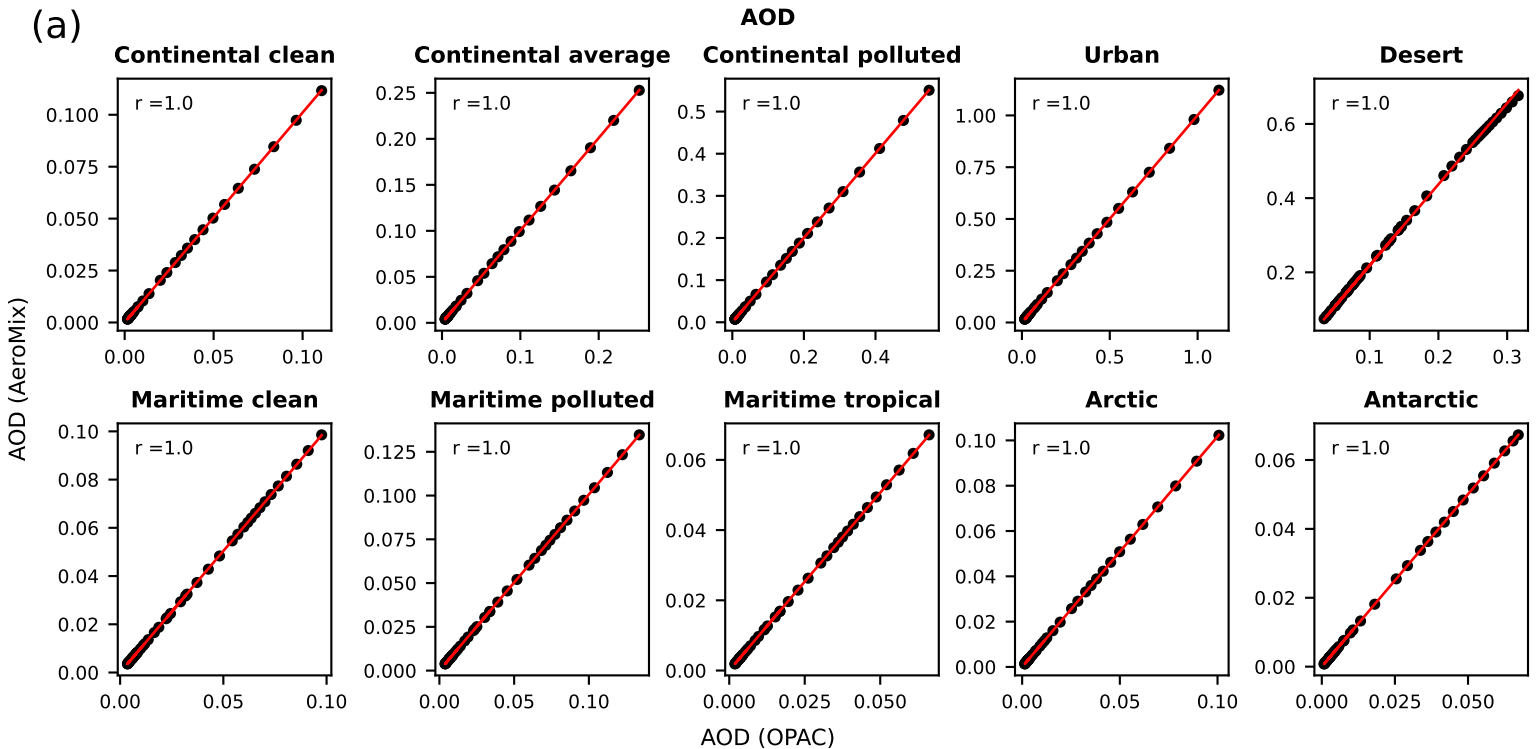 (a)
AOD
Continental clean
Continental average
Continental polluted
Urban
Desert
r =1.0
r =1.0
r =1.0
r =1.0
r =1.0
0.100
0.075
0.050
0.025
0.000
0.00 0.05 0.10
0.25
0.20
0.15
0.10
0.05
0.00
0.0 0.1 0.2
0.5
0.4
0.3
0.2
0.1
0.0
0.0 0.2 0.4
1.00
0.75
0.50
0.25
0.00
0.0 0.5 1.0
0.6
0.4
0.2
0.1 0.2 0.3
AOD (AeroMix)
Maritime clean
Maritime polluted
Maritime tropical
Arctic
Antarctic
r =1.0
r =1.0
r =1.0
r =1.0
r =1.0
0.10
0.08
0.06
0.04
0.02
0.00
0.00 0.05 0.10
0.125
0.100
0.075
0.050
0.025
0.000
0.00 0.05 0.10
0.06
0.04
0.02
0.00
0.000 0.025 0.050
0.10
0.08
0.06
0.04
0.02
0.00
0.00 0.05 0.10
0.06
0.04
0.02
0.00
0.000 0.025 0.050
AOD (OPAC)